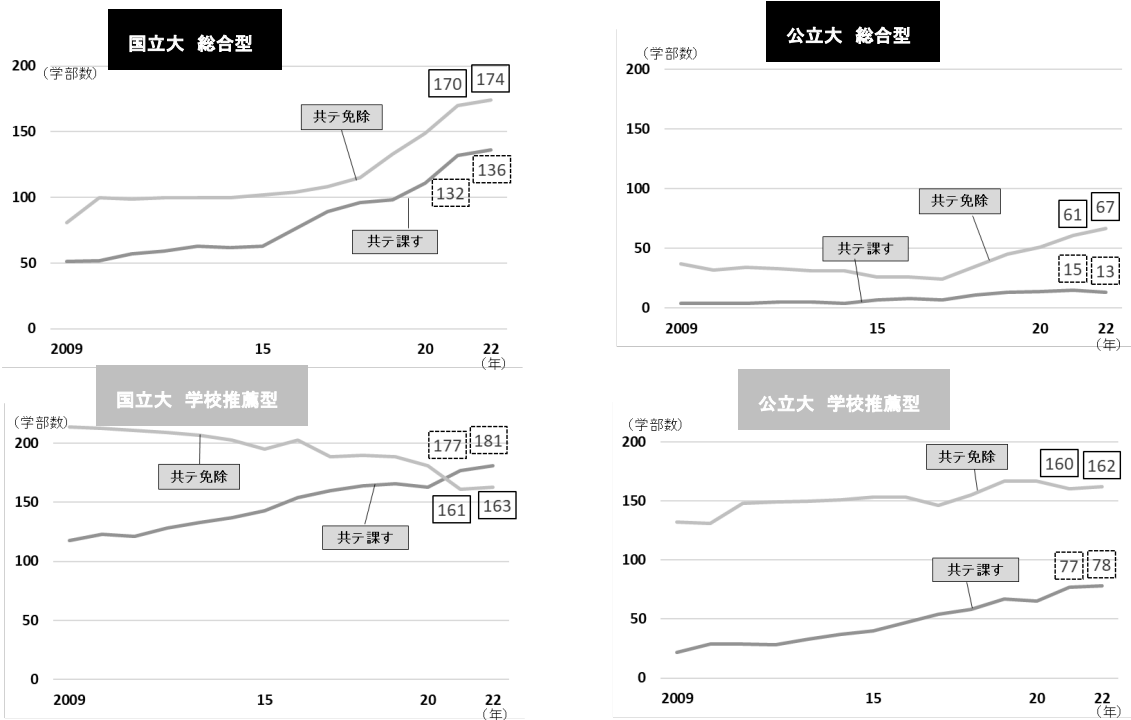 国立大 総合型
(学部数)
200
150
100
50
0
共テ免除
共テ課す
170
174
132
136
2009
15
20
22
(年)
公立大 総合型
(学部数)
200
150
100
50
0
共テ免除
共テ課す
61
67
15
13
2009
15
20
22
(年)
国立大 学校推薦型
(学部数)
200
150
100
50
0
共テ免除
共テ課す
177
181
161
163
2009
15
20
22
(年)
公立大 学校推薦型
(学部数)
200
150
100
50
0
共テ免除
共テ課す
160
162
77
78
2009
15
20
22
(年)